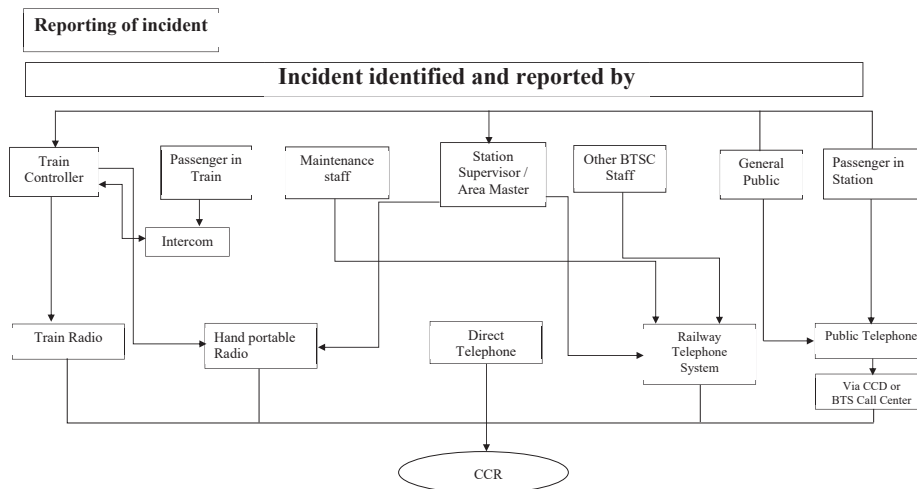 Reporting of incident
Incident identified and reported by
Train
Controller
Passenger in
Train
Maintenance
staff
Station
Supervisor /
Area Master
Other BTSC
Staff
General
Public
Passenger in
Station
Intercom
Train Radio
Hand portable
Radio
Direct
Telephone
Railway
Telephone
System
Public Telephone
Via CCD or
BTS Call Center
CCR